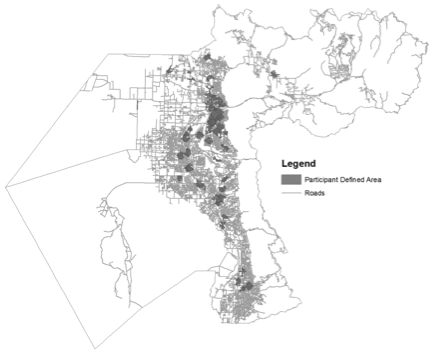 Legend
Participant Defined Area
Roads